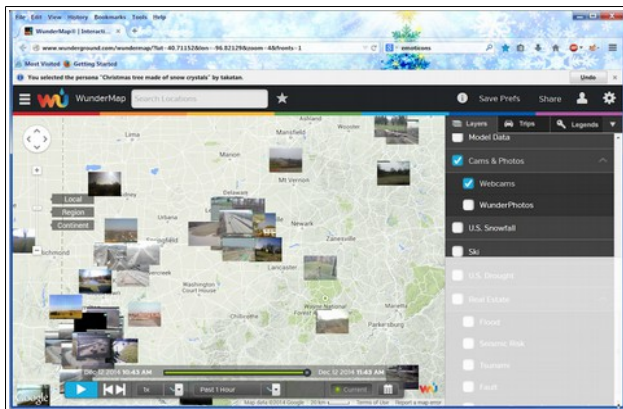 File Edit View History Bookmarks Tools Help
WunderMap® | Interacti...
www.wunderground.com/wundermap/?lat=40.71152&lon=-96.82129&zoom=4&fronts=1
emoticons
Most Visited Getting Started
You selected the persona "Christmas tree made of snow crystals" by takatan.
Undo
WunderMap
Search Locations
Save Prefs
Share
Layers
Trips
Legends
Model Data
Cams & Photos
Webcams
WunderPhotos
U.S. Snowfall
Ski
U.S. Drought
Real Estate
Flood
Seismic Risk
Tsunami
Fault
Local
Region
Continent
Ashland
Wooster
Lima
Mansfield
Marion
Mt Vernon
Delaware
Urbana
Newark
Zanesville
Lancaster
Washington
Court House
Chillicothe
Wayne National
Marietta
Parkersburg
Dec 12 2014 10:43 AM
Dec 12 2014 11:43 AM
1x
Past 1 Hour
Current
Google
Map data ©2014 Google
20 km
Terms of Use
Report a map error